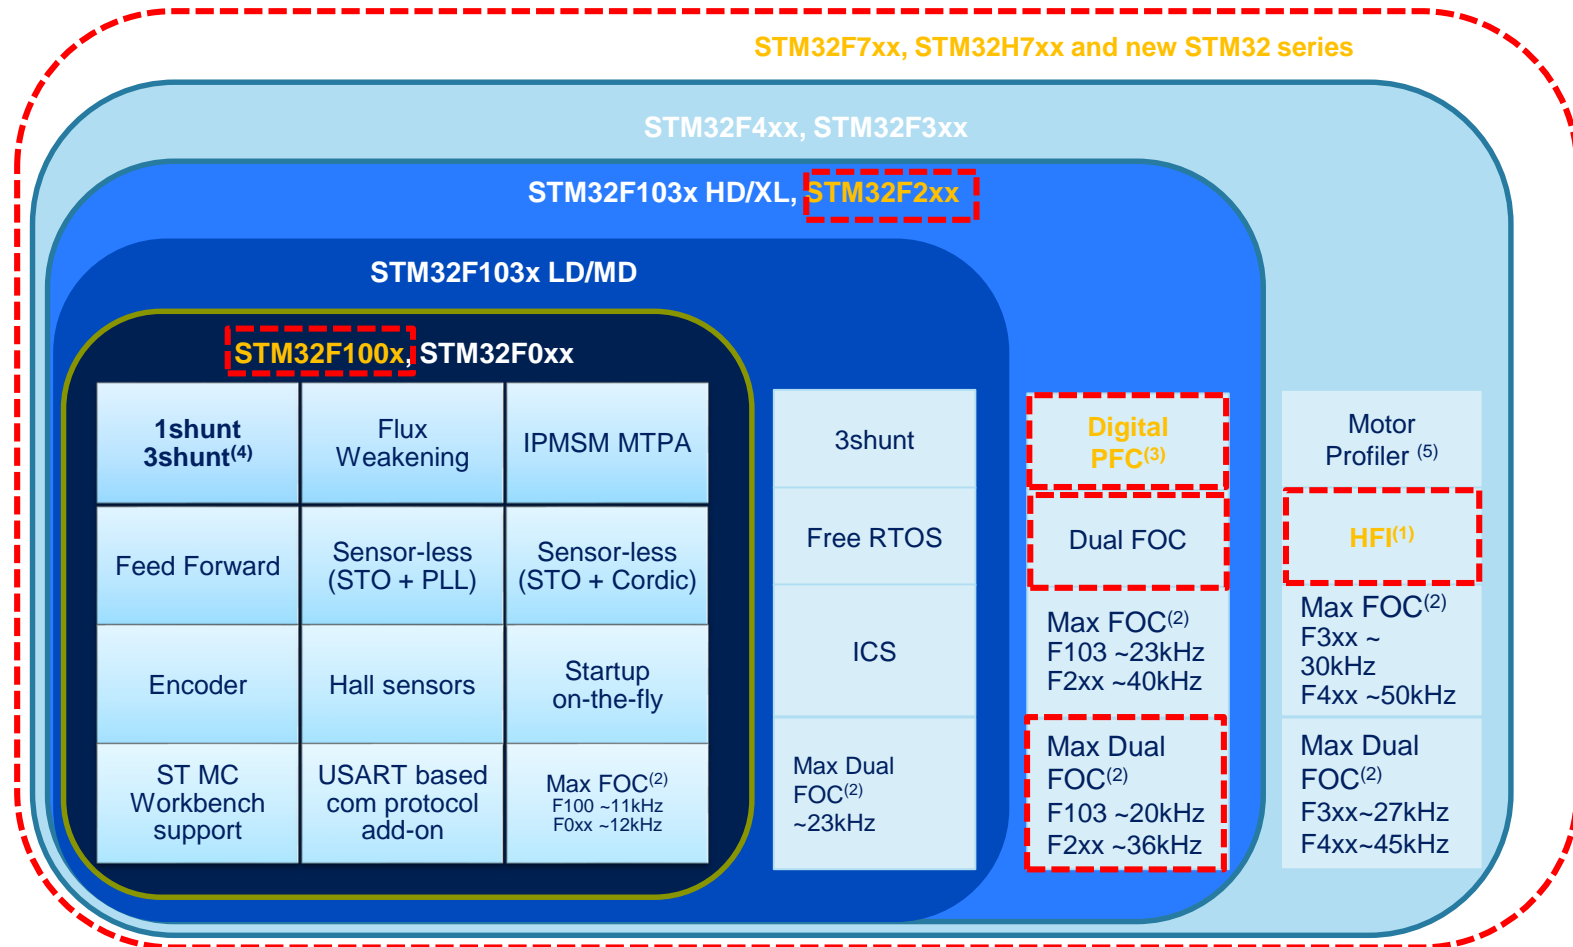 STM32F7xx, STM32H7xx and new STM32 series
STM32F4xx, STM32F3xx
STM32F103x HD/XL, STM32F2xx
STM32F103x LD/MD
STM32F100x, STM32F0xx
1shunt
3shunt(4)
Flux
Weakening
IPMSM MTPA
Feed Forward
Sensor-less
(STO + PLL)
Sensor-less
(STO + Cordic)
Encoder
Hall sensors
Startup
on-the-fly
ST MC
Workbench
support
USART based
com protocol
add-on
Max FOC(2)
F100 ~11kHz
F0xx ~12kHz
3shunt
Free RTOS
ICS
Max Dual
FOC(2)
~23kHz
Digital
PFC(3)
Dual FOC
Max FOC(2)
F103 ~23kHz
F2xx ~40kHz
Max Dual
FOC(2)
F103 ~20kHz
F2xx ~36kHz
Motor
Profiler (5)
HFI(1)
Max FOC(2)
F3xx ~
30kHz
F4xx ~50kHz
Max Dual
FOC(2)
F3xx~27kHz
F4xx~45kHz